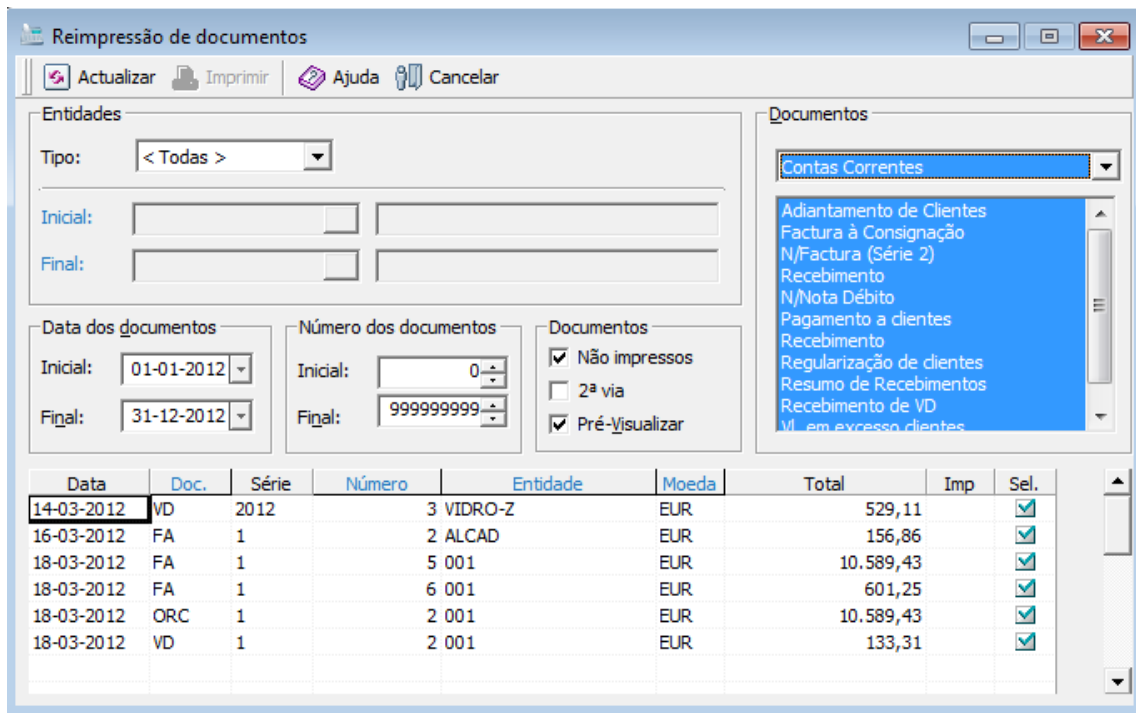 Reimpressão de documentos
Actualizar Imprimir Ajuda Cancelar
Entidades
Tipo: < Todas >
Inicial:
Final:
Documentos
Contas Correntes
Adiantamento de Clientes
Factura à Consignação
N/Factura (Série 2)
Recebimento
N/Nota Débito
Pagamento a clientes
Recebimento
Regularização de clientes
Resumo de Recebimentos
Recebimento de VD
Vl. em excesso clientes
Data dos documentos
Inicial: 01-01-2012
Final: 31-12-2012
Número dos documentos
Inicial: 0
Final: 999999999
Documentos
Não impressos
2ª via
Pré-Visualizar
Data Doc. Série Número Entidade Moeda Total Imp Sel.
14-03-2012 VD 2012 3 VIDRO-Z EUR 529,11
16-03-2012 FA 1 2 ALCAD EUR 156,86
18-03-2012 FA 1 5 001 EUR 10.589,43
18-03-2012 FA 1 6 001 EUR 601,25
18-03-2012 ORC 1 2 001 EUR 10.589,43
18-03-2012 VD 1 2 001 EUR 133,31